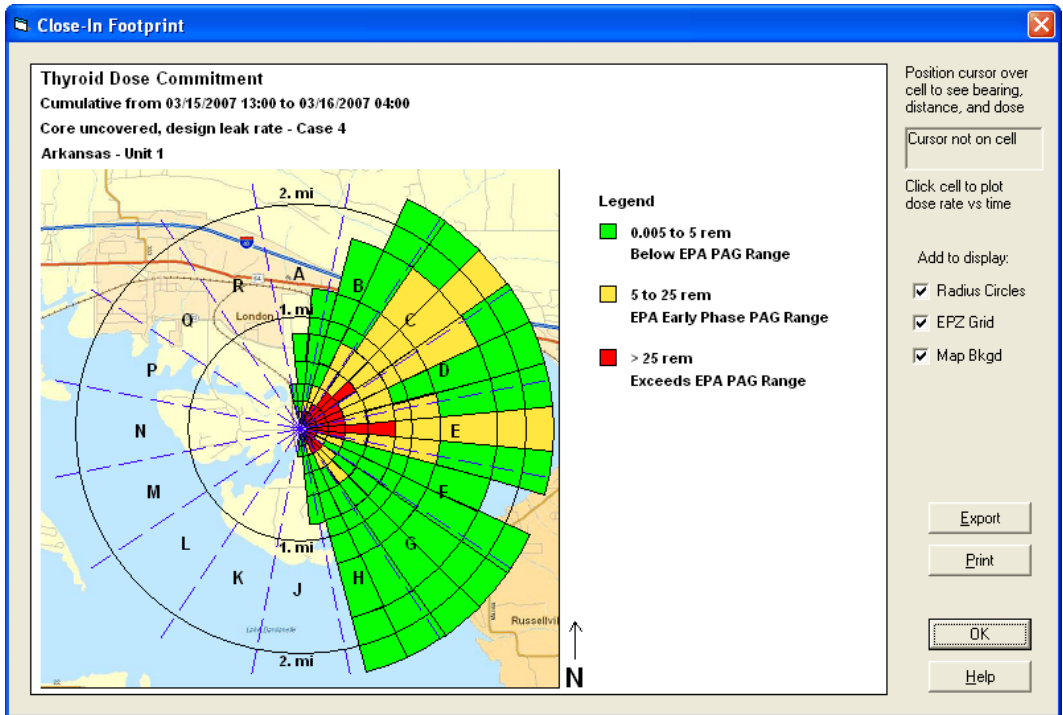 Close-In Footprint
Thyroid Dose Commitment
Cumulative from 03/15/2007 13:00 to 03/16/2007 04:00
Core uncovered, design leak rate - Case 4
Arkansas - Unit 1
2. mi
40
64
A
B
R
1. mi
London
Q
C
P
D
N
E
M
F
L
G
1. mi
K
H
J
Lake Dardanelle
Russellvil
2. mi
N
Legend
0.005 to 5 rem
Below EPA PAG Range
5 to 25 rem
EPA Early Phase PAG Range
> 25 rem
Exceeds EPA PAG Range
Position cursor over
cell to see bearing,
distance, and dose
Cursor not on cell
Click cell to plot
dose rate vs time
Add to display:
Radius Circles
EPZ Grid
Map Bkgd
Export
Print
OK
Help